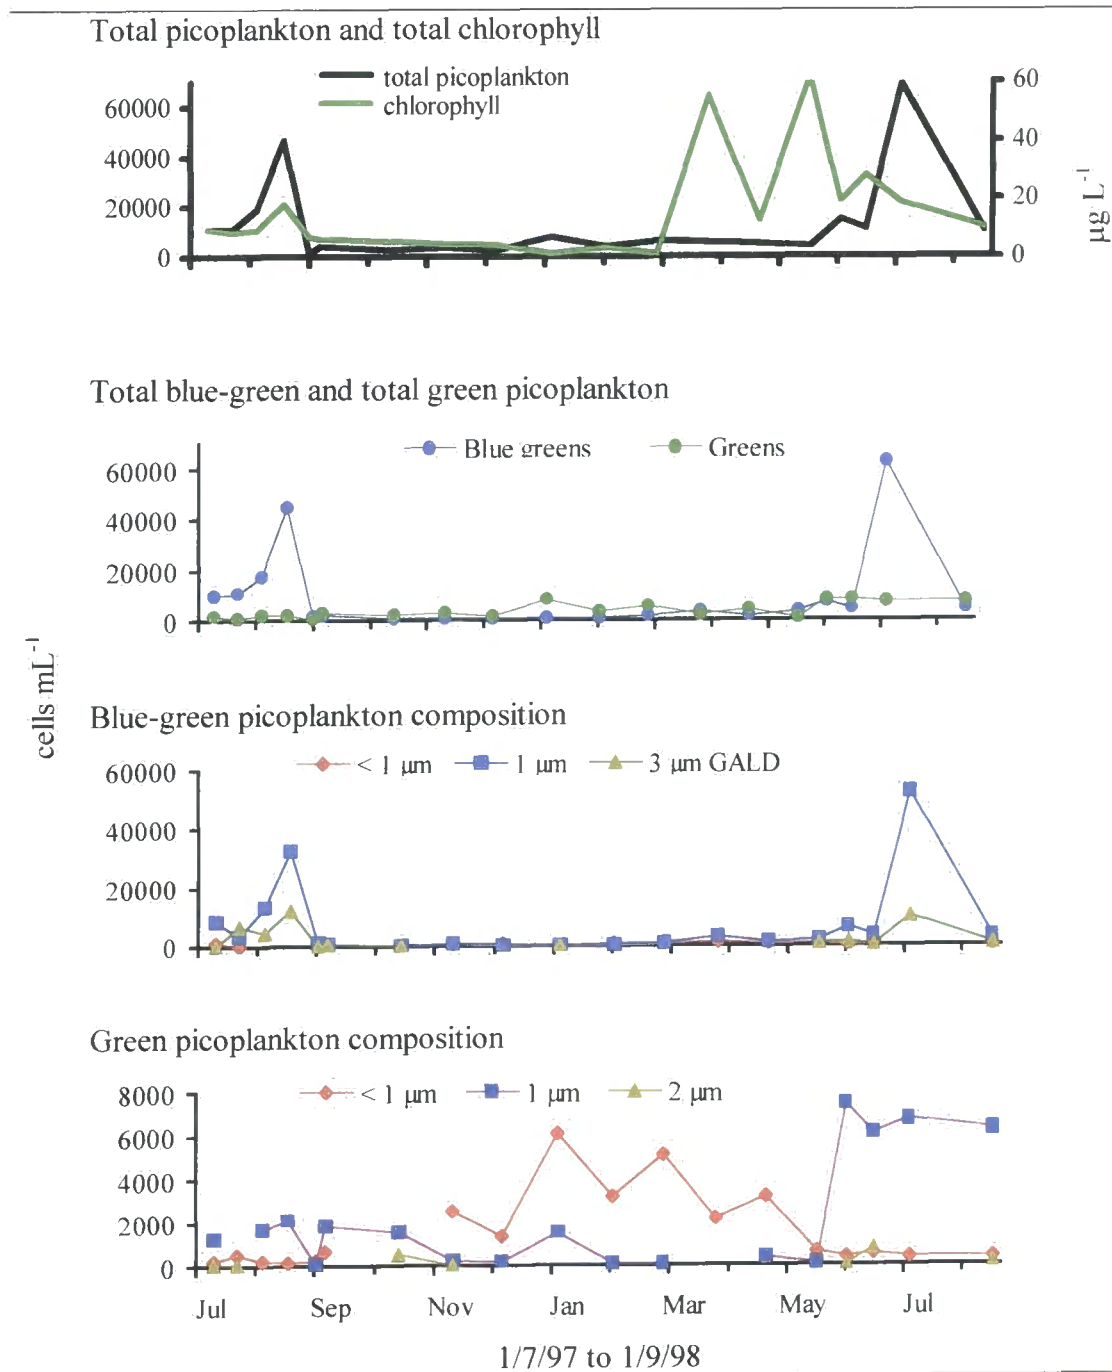 Total picoplankton and total chlorophyll
total picoplankton
chlorophyll
60000
40000
20000
0
60
40
20
0
µg L-1
Total blue-green and total green picoplankton
Blue greens
Greens
60000
40000
20000
0
cells mL-1
Blue-green picoplankton composition
< 1 µm
1 µm
3 µm GALD
60000
40000
20000
0
Green picoplankton composition
< 1 µm
1 µm
2 µm
8000
6000
4000
2000
0
Jul Sep Nov Jan Mar May Jul
1/7/97 to 1/9/98